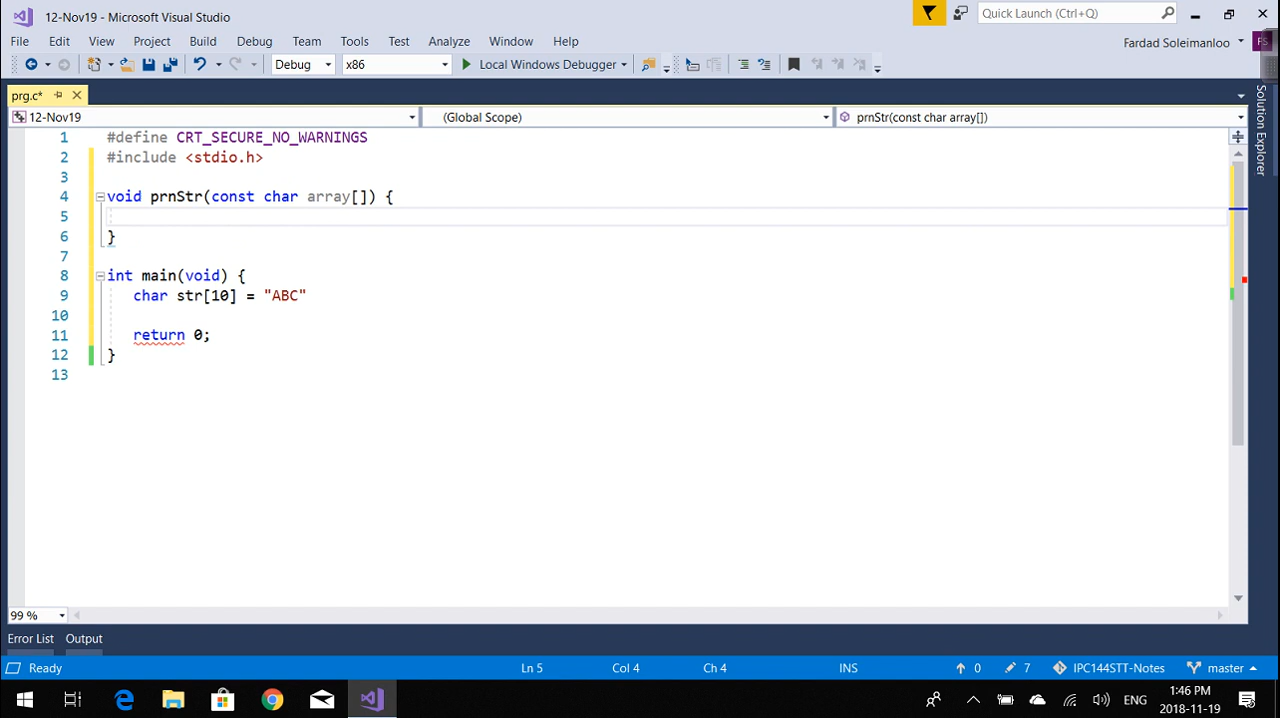 12-Nov19 - Microsoft Visual Studio
Quick Launch (Ctrl+Q)
File Edit View Project Build Debug Team Tools Test Analyze Window Help
Fardad Soleimanloo FS
Debug x86 Local Windows Debugger
prg.c*
12-Nov19 (Global Scope) prnStr(const char array[])
Solution Explorer
1 #define CRT_SECURE_NO_WARNINGS
2 #include <stdio.h>
3
4 void prnStr(const char array[]) {
5
6 }
7
8 int main(void) {
9 char str[10] = "ABC"
10
11 return 0;
12 }
13
99 %
Error List Output
Ready Ln 5 Col 4 Ch 4 INS 0 7 IPC144STT-Notes master
ENG
1:46 PM
2018-11-19